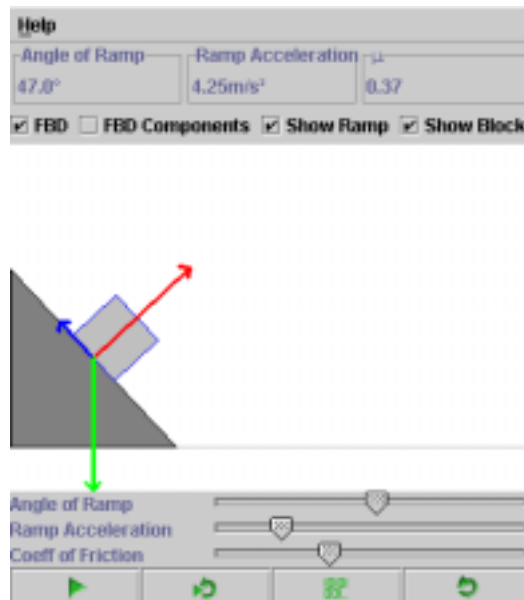 Help
Angle of Ramp Ramp Acceleration μ
47.0° 4.25m/s² 0.37
FBD FBD Components Show Ramp Show Block
Angle of Ramp
Ramp Acceleration
Coeff of Friction